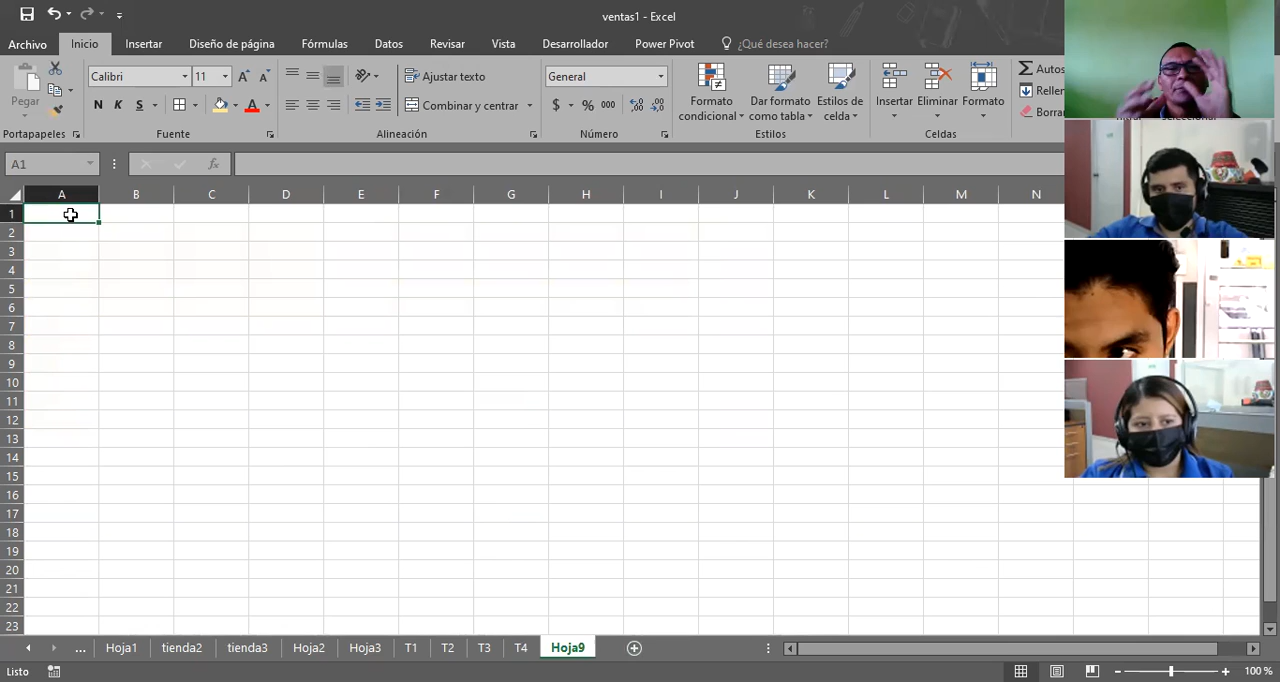 ventas1 - Excel
Archivo Inicio Insertar Diseño de página Fórmulas Datos Revisar Vista Desarrollador Power Pivot ¿Qué desea hacer?
Pegar
Portapapeles
Calibri 11
N K S
Fuente
Ajustar texto
Combinar y centrar
Alineación
General
$ % 000
Número
Formato condicional
Dar formato como tabla
Estilos de celda
Estilos
Insertar Eliminar Formato
Celdas
Autos
Rellen
Borra
A1 fx
A B C D E F G H I J K L M N
1
2
3
4
5
6
7
8
9
10
11
12
13
14
15
16
17
18
19
20
21
22
23
... Hoja1 tienda2 tienda3 Hoja2 Hoja3 T1 T2 T3 T4 Hoja9
Listo 100 %